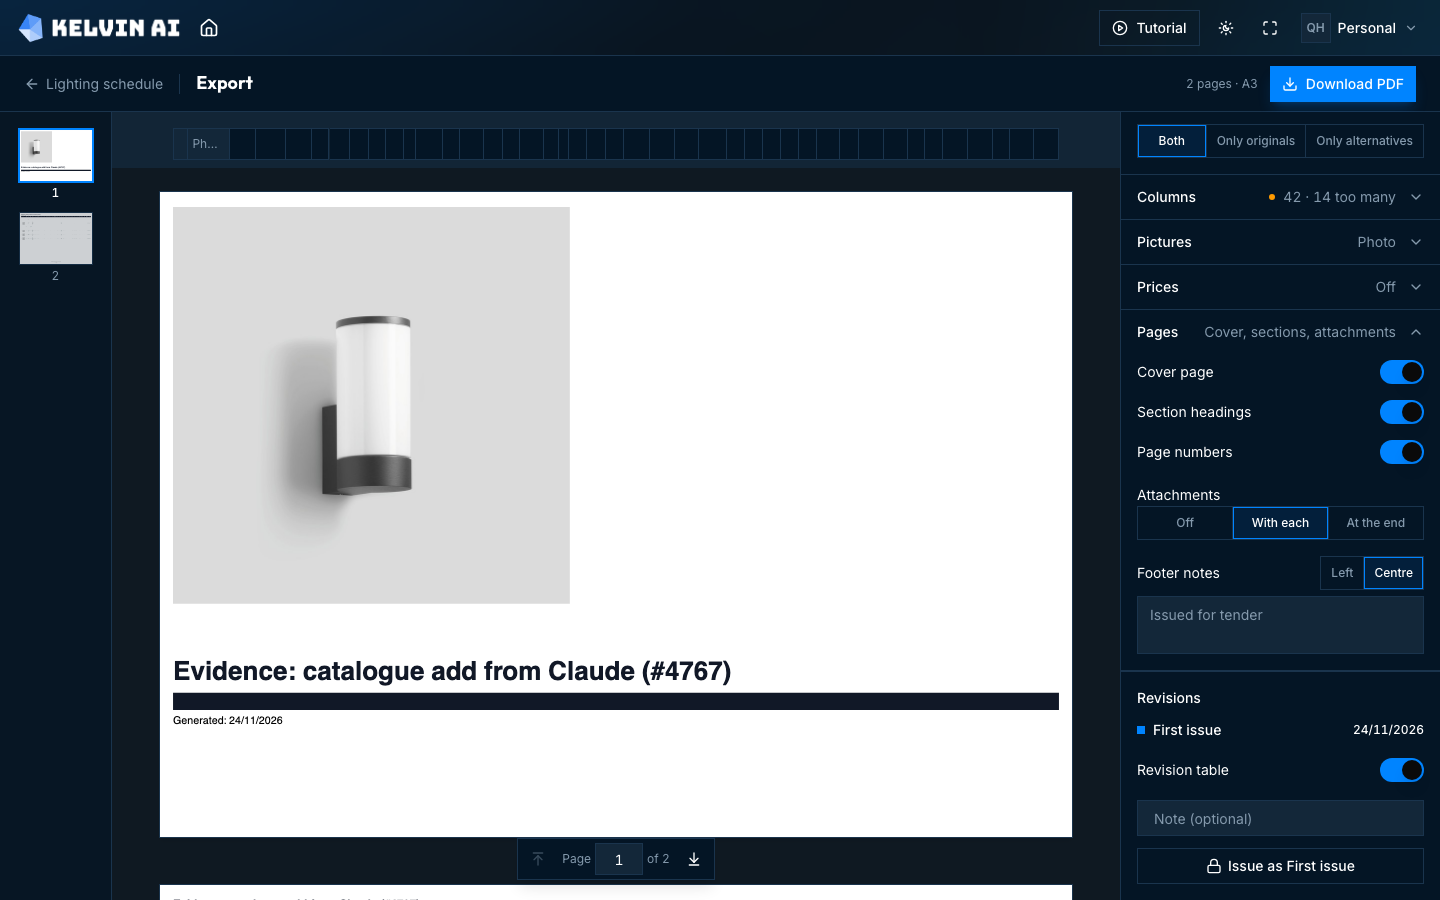 KELVIN AI
Tutorial
QH Personal
Lighting schedule
Export
2 pages · A3
Download PDF
Ph...
1
2
Evidence: catalogue add from Claude (#4767)
Generated: 24/11/2026
Page 1 of 2
Both
Only originals
Only alternatives
Columns
42 · 14 too many
Pictures
Photo
Prices
Off
Pages
Cover, sections, attachments
Cover page
Section headings
Page numbers
Attachments
Off
With each
At the end
Footer notes
Left
Centre
Issued for tender
Revisions
First issue
24/11/2026
Revision table
Note (optional)
Issue as First issue